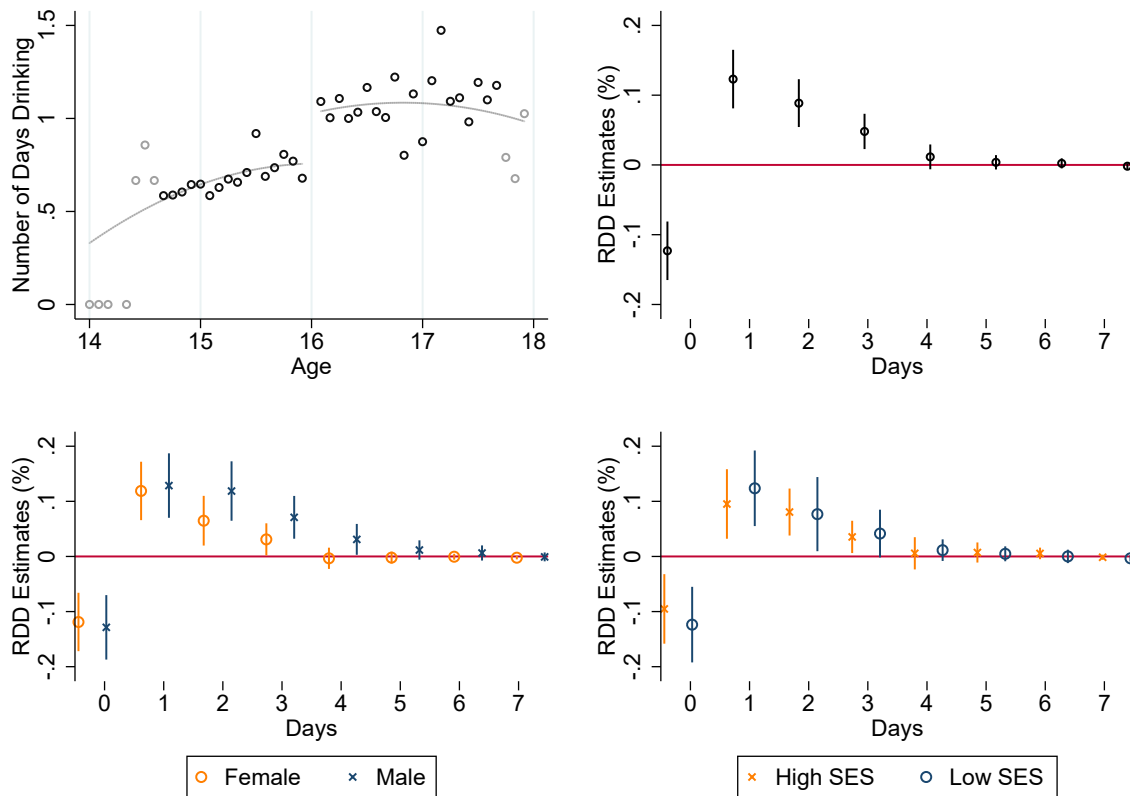 Number of Days Drinking
1.5
1
.5
0
14 15 16 17 18
Age
RDD Estimates (%)
.2
.1
0
-.1
-.2
0 1 2 3 4 5 6 7
Days
RDD Estimates (%)
.2
.1
0
-.1
-.2
0 1 2 3 4 5 6 7
Days
Female Male
RDD Estimates (%)
.2
.1
0
-.1
-.2
0 1 2 3 4 5 6 7
Days
High SES Low SES